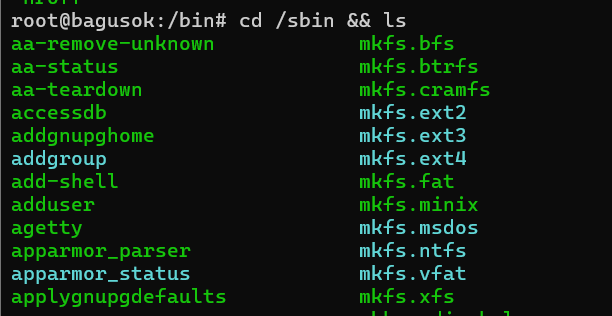 root@bagusok:/bin# cd /sbin && ls
aa-remove-unknown mkfs.bfs
aa-status mkfs.btrfs
aa-teardown mkfs.cramfs
accessdb mkfs.ext2
addgnupghome mkfs.ext3
addgroup mkfs.ext4
add-shell mkfs.fat
adduser mkfs.minix
agetty mkfs.msdos
apparmor_parser mkfs.ntfs
apparmor_status mkfs.vfat
applygnupgdefaults mkfs.xfs